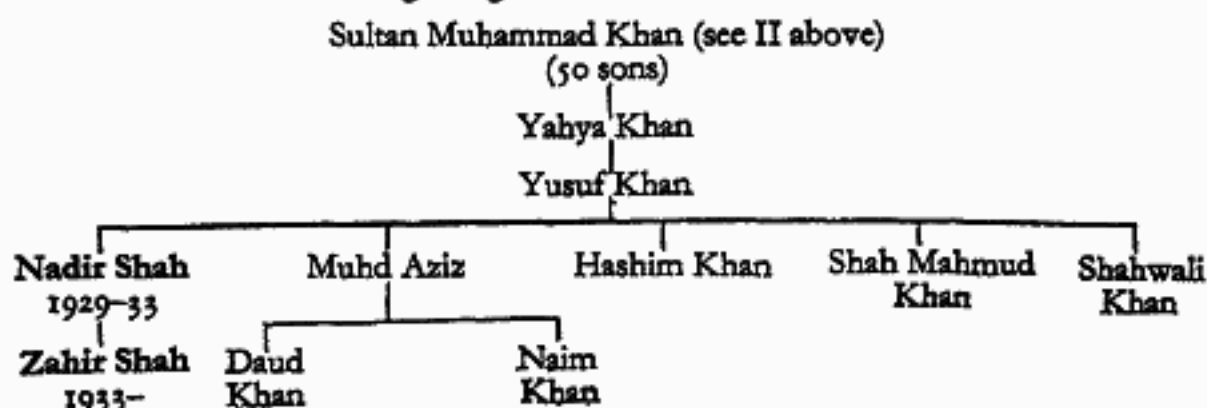 Sultan Muhammad Khan (see II above)
(50 sons)
Yahya Khan
Yusuf Khan
Nadir Shah
1929–33
Muhd Aziz
Hashim Khan
Shah Mahmud
Khan
Shahwali
Khan
Zahir Shah
1933–
Daud
Khan
Naim
Khan